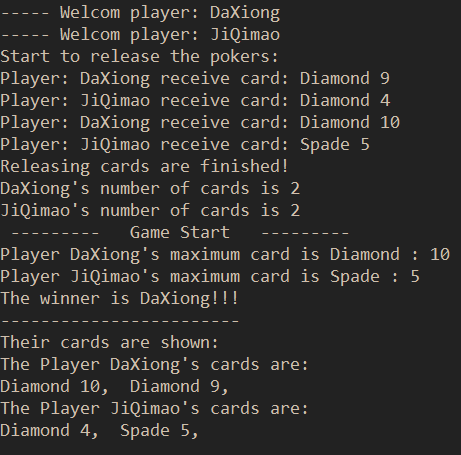 ----- Welcom player: DaXiong
----- Welcom player: JiQimao
Start to release the pokers:
Player: DaXiong receive card: Diamond 9
Player: JiQimao receive card: Diamond 4
Player: DaXiong receive card: Diamond 10
Player: JiQimao receive card: Spade 5
Releasing cards are finished!
DaXiong's number of cards is 2
JiQimao's number of cards is 2
 ---------   Game Start   ---------
Player DaXiong's maximum card is Diamond : 10
Player JiQimao's maximum card is Spade : 5
The winner is DaXiong!!!
------------------------
Their cards are shown:
The Player DaXiong's cards are:
Diamond 10,  Diamond 9,
The Player JiQimao's cards are:
Diamond 4,  Spade 5,